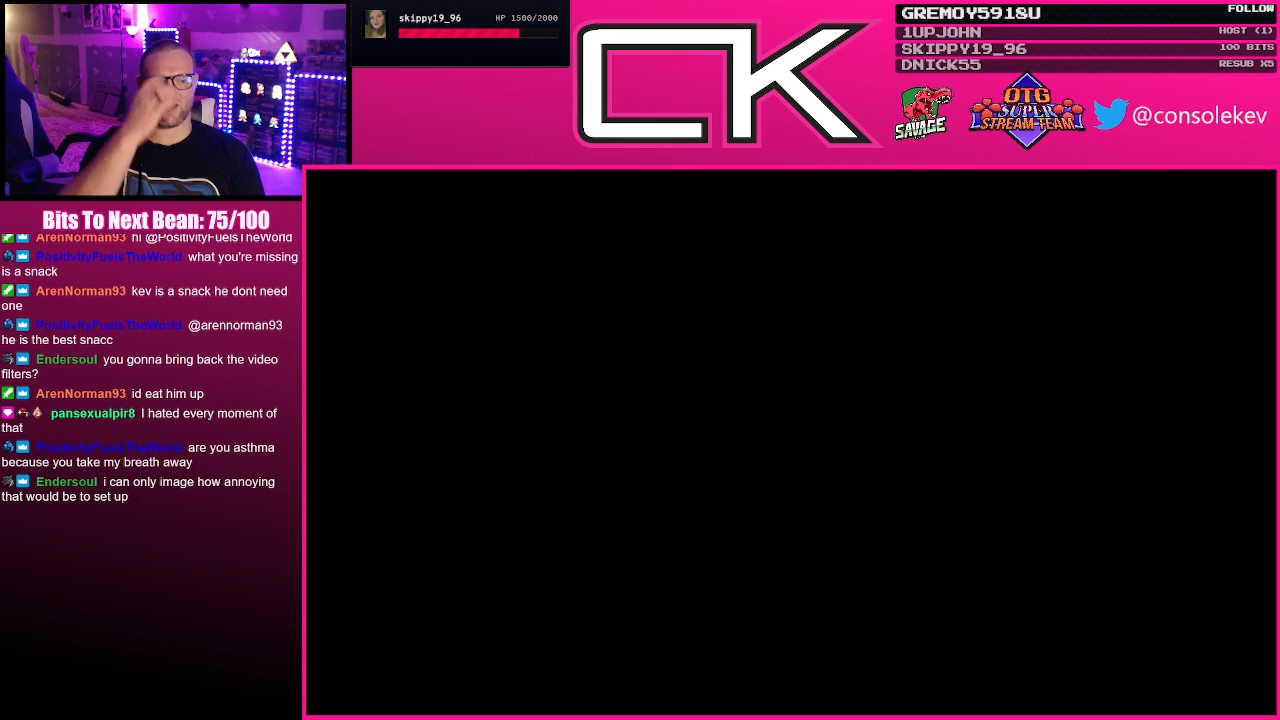 skippy19_96 HP 1500/2000
CK
GREMOY5918U FOLLOW
1UPJOHN HOST (1)
SKIPPY19_96 100 BITS
DNICK55 RESUB X5
SAVAGE
OTG
SUPER
STREAM-TEAM
@consolekev
Bits To Next Bean: 75/100
ArenNorman93 hi @PositivityFuelsTheWorld
PositivityFuelsTheWorld what you're missing
is a snack
ArenNorman93 kev is a snack he dont need
one
PositivityFuelsTheWorld @arennorman93
he is the best snacc
Endersoul you gonna bring back the video
filters?
ArenNorman93 id eat him up
pansexualpir8 I hated every moment of
that
PositivityFuelsTheWorld are you asthma
because you take my breath away
Endersoul i can only image how annoying
that would be to set up